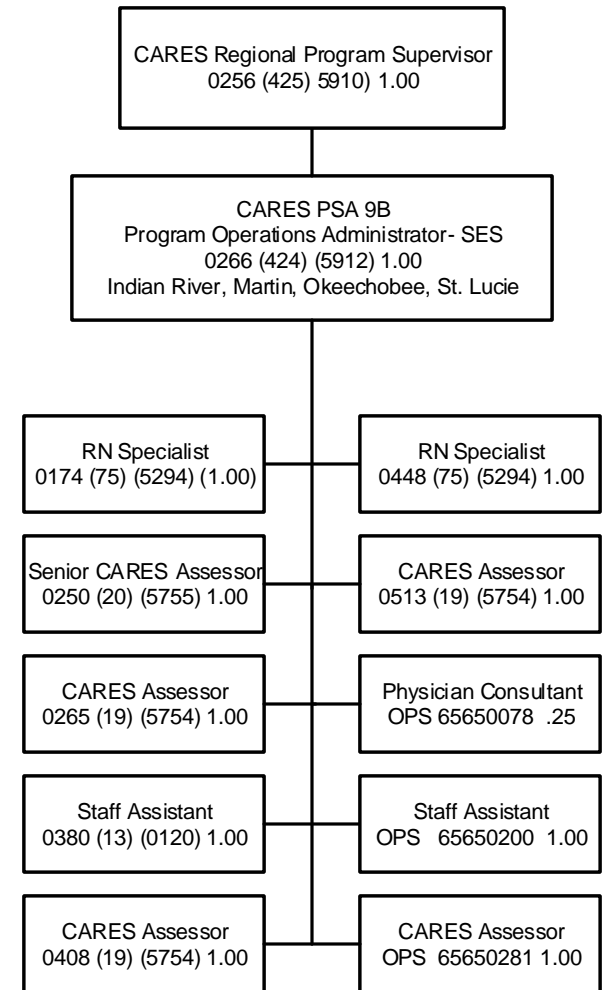 CARES Regional Program Supervisor
0256 (425) 5910) 1.00
CARES PSA 9B
Program Operations Administrator- SES
0266 (424) (5912) 1.00
Indian River, Martin, Okeechobee, St. Lucie
RN Specialist
0174 (75) (5294) (1.00)
RN Specialist
0448 (75) (5294) 1.00
Senior CARES Assessor
0250 (20) (5755) 1.00
CARES Assessor
0513 (19) (5754) 1.00
CARES Assessor
0265 (19) (5754) 1.00
Physician Consultant
OPS 65650078 .25
Staff Assistant
0380 (13) (0120) 1.00
Staff Assistant
OPS 65650200 1.00
CARES Assessor
0408 (19) (5754) 1.00
CARES Assessor
OPS 65650281 1.00